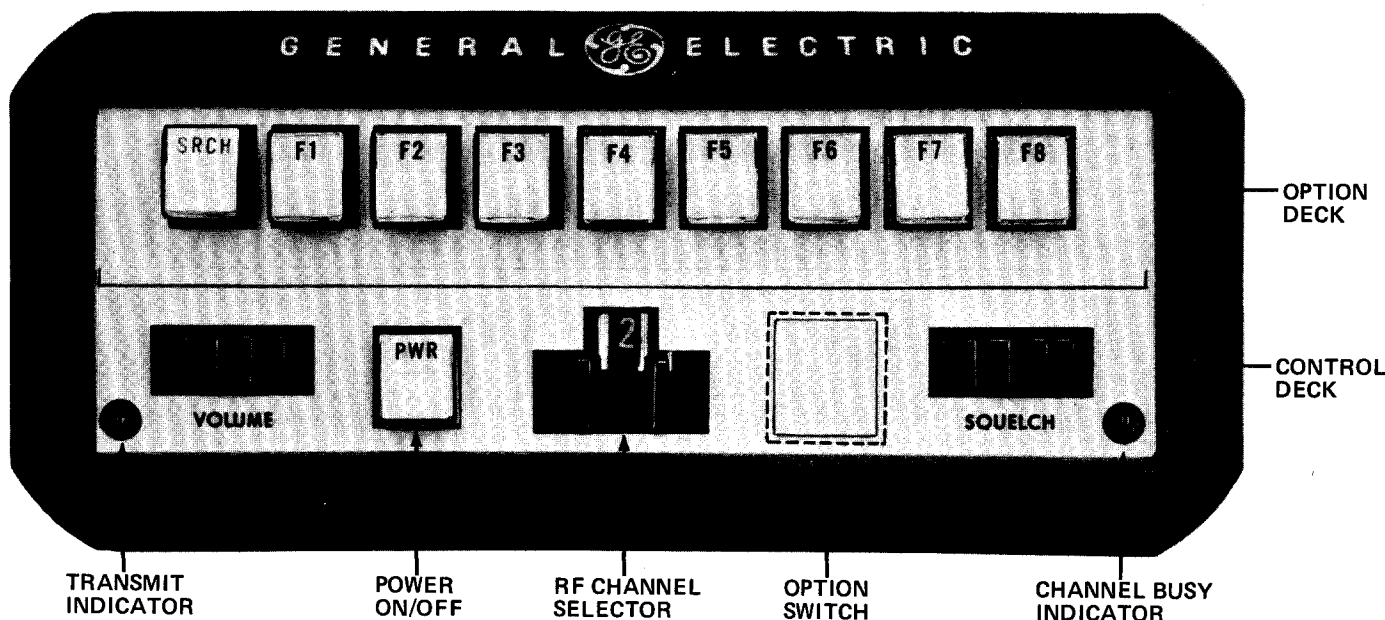 GENERAL GE ELECTRIC
SRCH F1 F2 F3 F4 F5 F6 F7 F8
OPTION
DECK
2
PWR
CONTROL
DECK
VOLUME
SQUELCH
TRANSMIT
INDICATOR
POWER
ON/OFF
RF CHANNEL
SELECTOR
OPTION
SWITCH
CHANNEL BUSY
INDICATOR